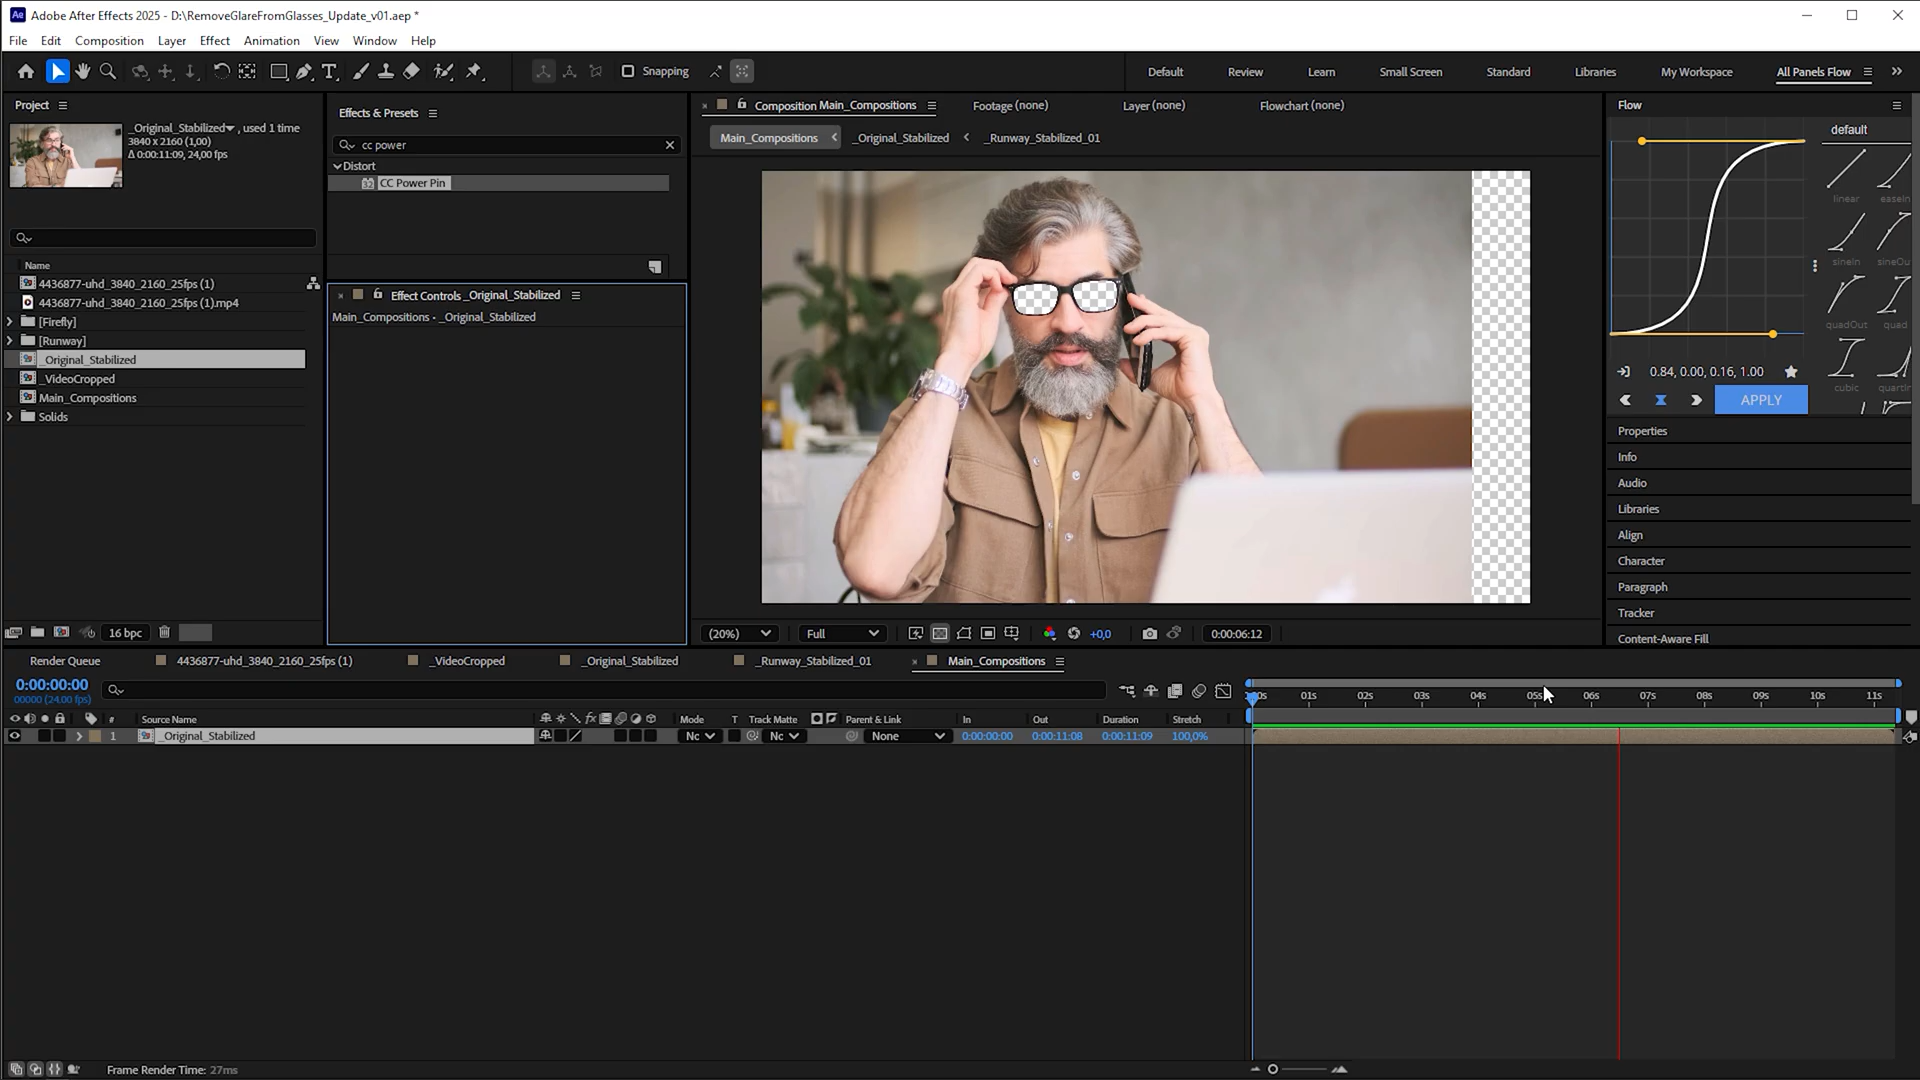 Ae Adobe After Effects 2025 - D:\RemoveGlareFromGlasses_Update_v01.aep *
File Edit Composition Layer Effect Animation View Window Help
Snapping
Default Review Learn Small Screen Standard Libraries My Workspace All Panels Flow
Project
_Original_Stabilized , used 1 time
3840 x 2160 (1,00)
Δ 0:00:11:09, 24,00 fps
Name
4436877-uhd_3840_2160_25fps (1)
4436877-uhd_3840_2160_25fps (1).mp4
[Firefly]
[Runway]
_Original_Stabilized
_VideoCropped
Main_Compositions
Solids
16 bpc
Effects & Presets
cc power
Distort
32 CC Power Pin
Effect Controls _Original_Stabilized
Main_Compositions • _Original_Stabilized
Composition Main_Compositions Footage (none) Layer (none) Flowchart (none)
Main_Compositions _Original_Stabilized _Runway_Stabilized_01
(20%) Full +0,0 0:00:06:12
Flow
default
linear easeIn
sineIn sineOu
quadOut quad
cubic quartIn
0.84, 0.00, 0.16, 1.00
APPLY
Properties
Info
Audio
Libraries
Align
Character
Paragraph
Tracker
Content-Aware Fill
Render Queue 4436877-uhd_3840_2160_25fps (1) _VideoCropped _Original_Stabilized _Runway_Stabilized_01 Main_Compositions
0:00:00:00
00000 (24.00 fps)
00s 01s 02s 03s 04s 05s 06s 07s 08s 09s 10s 11s
# Source Name fx Mode T Track Matte Parent & Link In Out Duration Stretch
1 _Original_Stabilized Nc Nc None 0:00:00:00 0:00:11:08 0:00:11:09 100,0%
Frame Render Time: 27ms